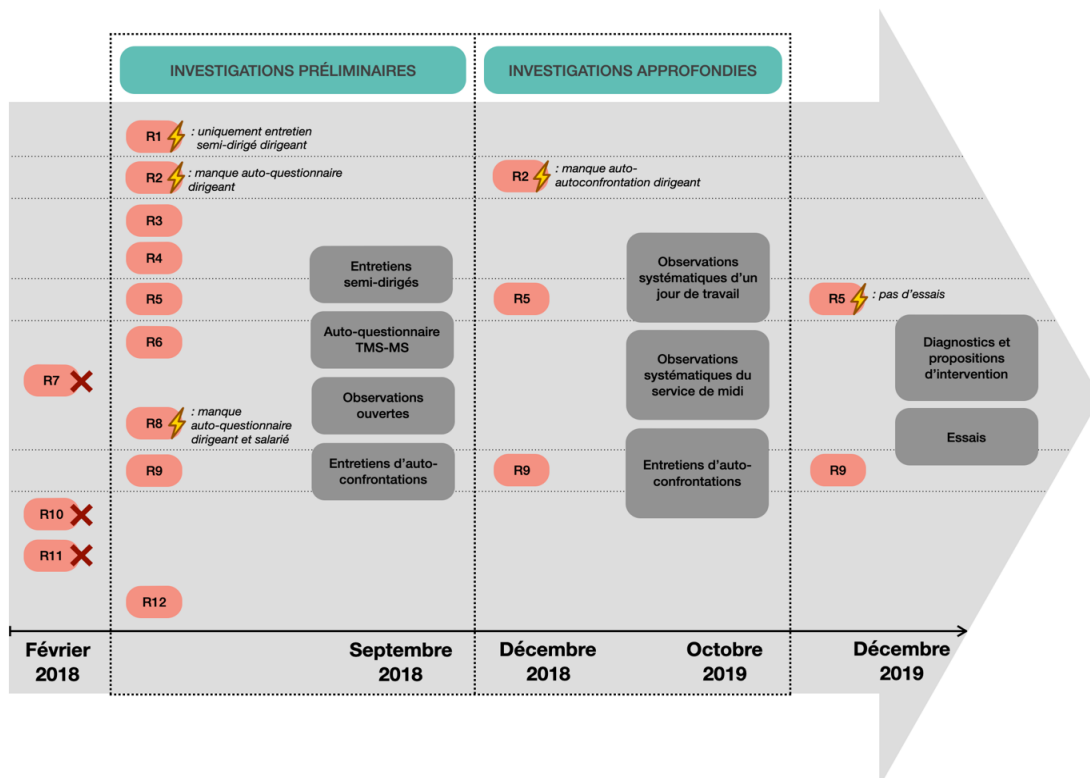 INVESTIGATIONS PRÉLIMINAIRES
INVESTIGATIONS APPROFONDIES
R1
: uniquement entretien
semi-dirigé dirigeant
R2
: manque auto-questionnaire
dirigeant
R2
: manque auto-
autoconfrontation dirigeant
R3
R4
R5
R6
R7
R8
: manque
auto-questionnaire
dirigeant et salarié
R9
R10
R11
R12
Entretiens
semi-dirigés
Auto-questionnaire
TMS-MS
Observations
ouvertes
Entretiens d'auto-
confrontations
R5
R9
Observations
systématiques d'un
jour de travail
Observations
systématiques du
service de midi
Entretiens d'auto-
confrontations
R5
: pas d'essais
Diagnostics et
propositions
d'intervention
Essais
R9
Février
2018
Septembre
2018
Décembre
2018
Octobre
2019
Décembre
2019